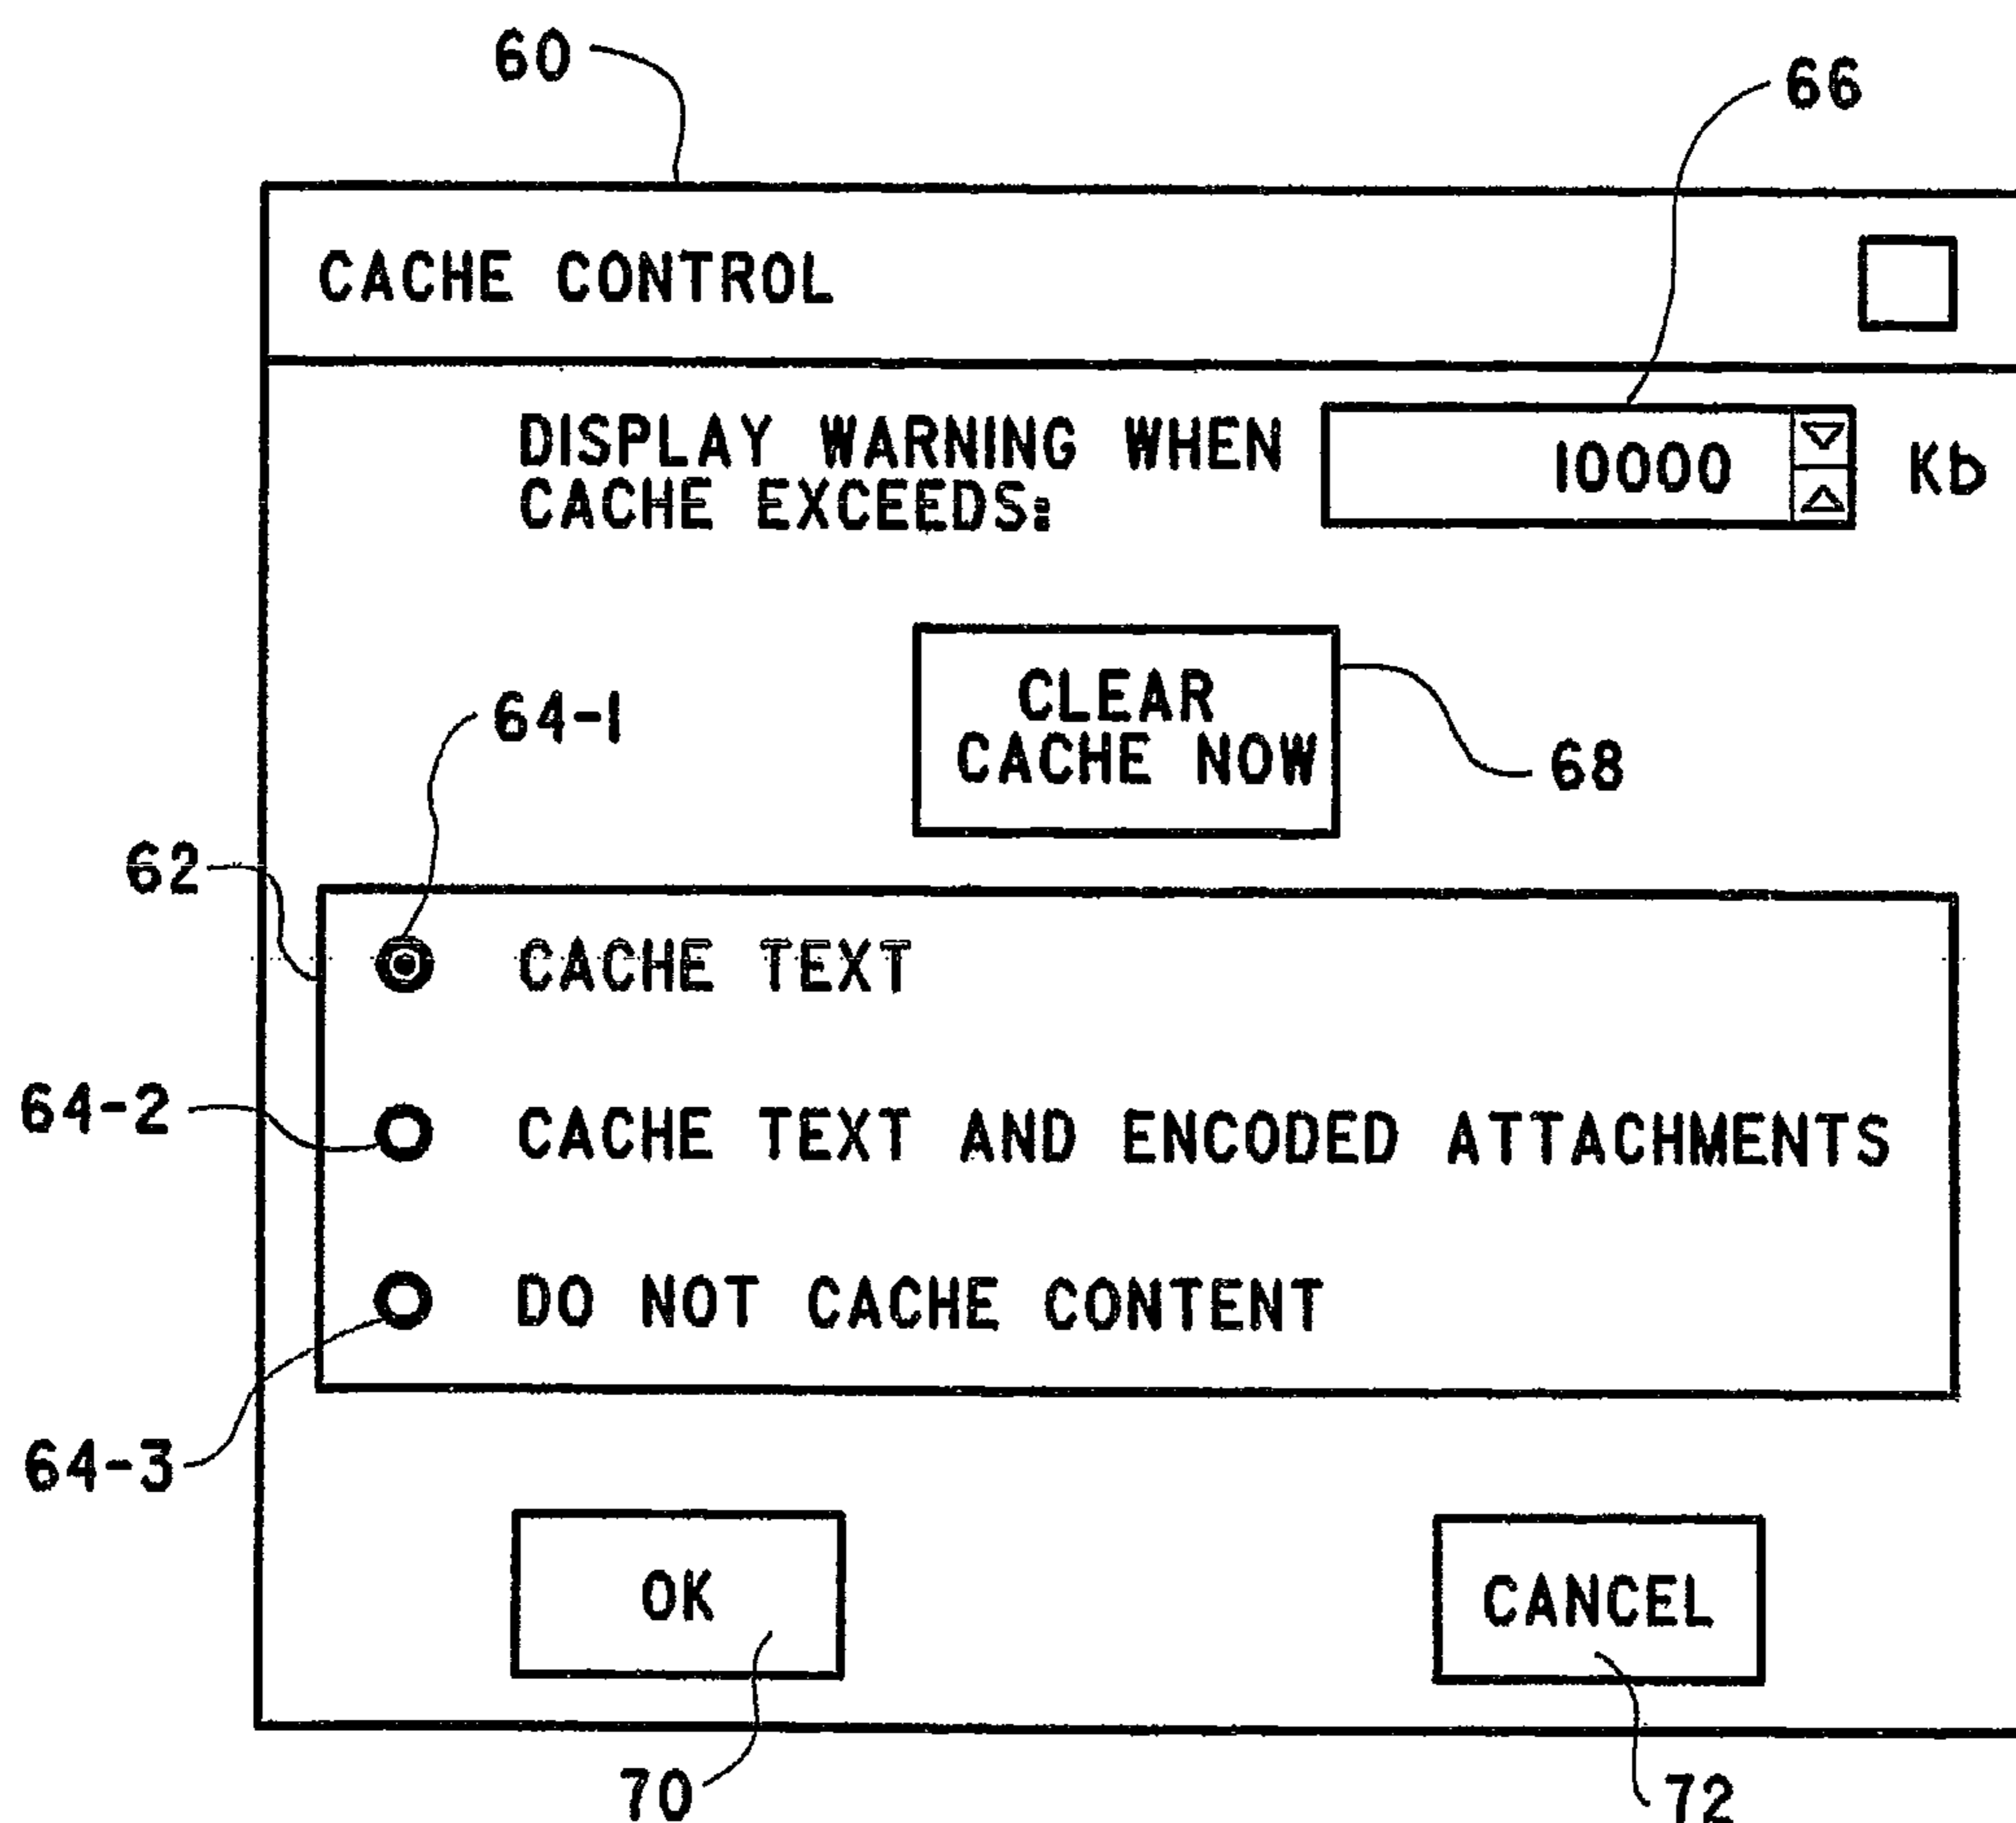 60
66
CACHE CONTROL
DISPLAY WARNING WHEN
CACHE EXCEEDS:
10000
Kb
CLEAR
CACHE NOW
68
64-1
62
CACHE TEXT
64-2
CACHE TEXT AND ENCODED ATTACHMENTS
DO NOT CACHE CONTENT
64-3
OK
CANCEL
70
72